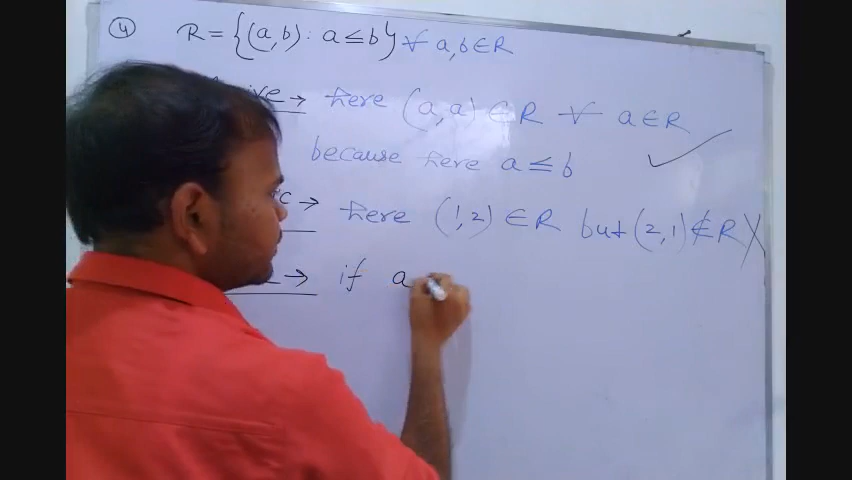 ④ R = {(a, b) : a ≤ b} ∀ a, b ∈ R
→ here (a, a) ∈ R ∀ a ∈ R
because here a ≤ b ✓
→ here (1, 2) ∈ R but (2, 1) ∉ R X
→ if a